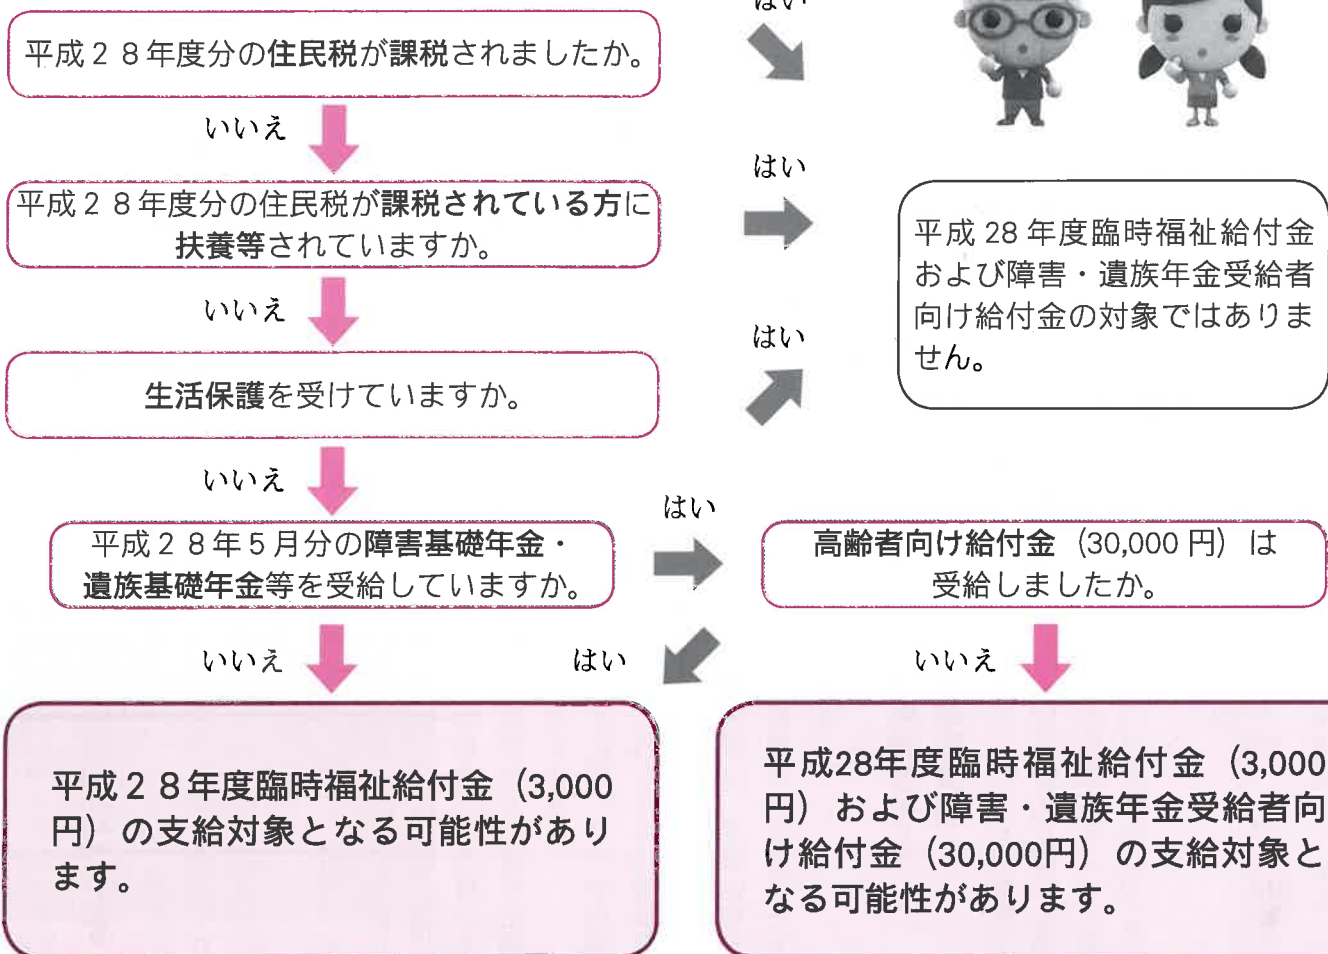 はい
平成２８年度分の住民税が課税されましたか。
いいえ
はい
平成２８年度分の住民税が課税されている方に
扶養等されていますか。
平成 28 年度臨時福祉給付金
および障害・遺族年金受給者
向け給付金の対象ではありま
せん。
いいえ
はい
生活保護を受けていますか。
いいえ
はい
平成２８年５月分の障害基礎年金・
遺族基礎年金等を受給していますか。
高齢者向け給付金（30,000 円）は
受給しましたか。
いいえ
はい
いいえ
平成２８年度臨時福祉給付金（3,000
円）の支給対象となる可能性があり
ます。
平成28年度臨時福祉給付金（3,000
円）および障害・遺族年金受給者向
け給付金（30,000円）の支給対象と
なる可能性があります。